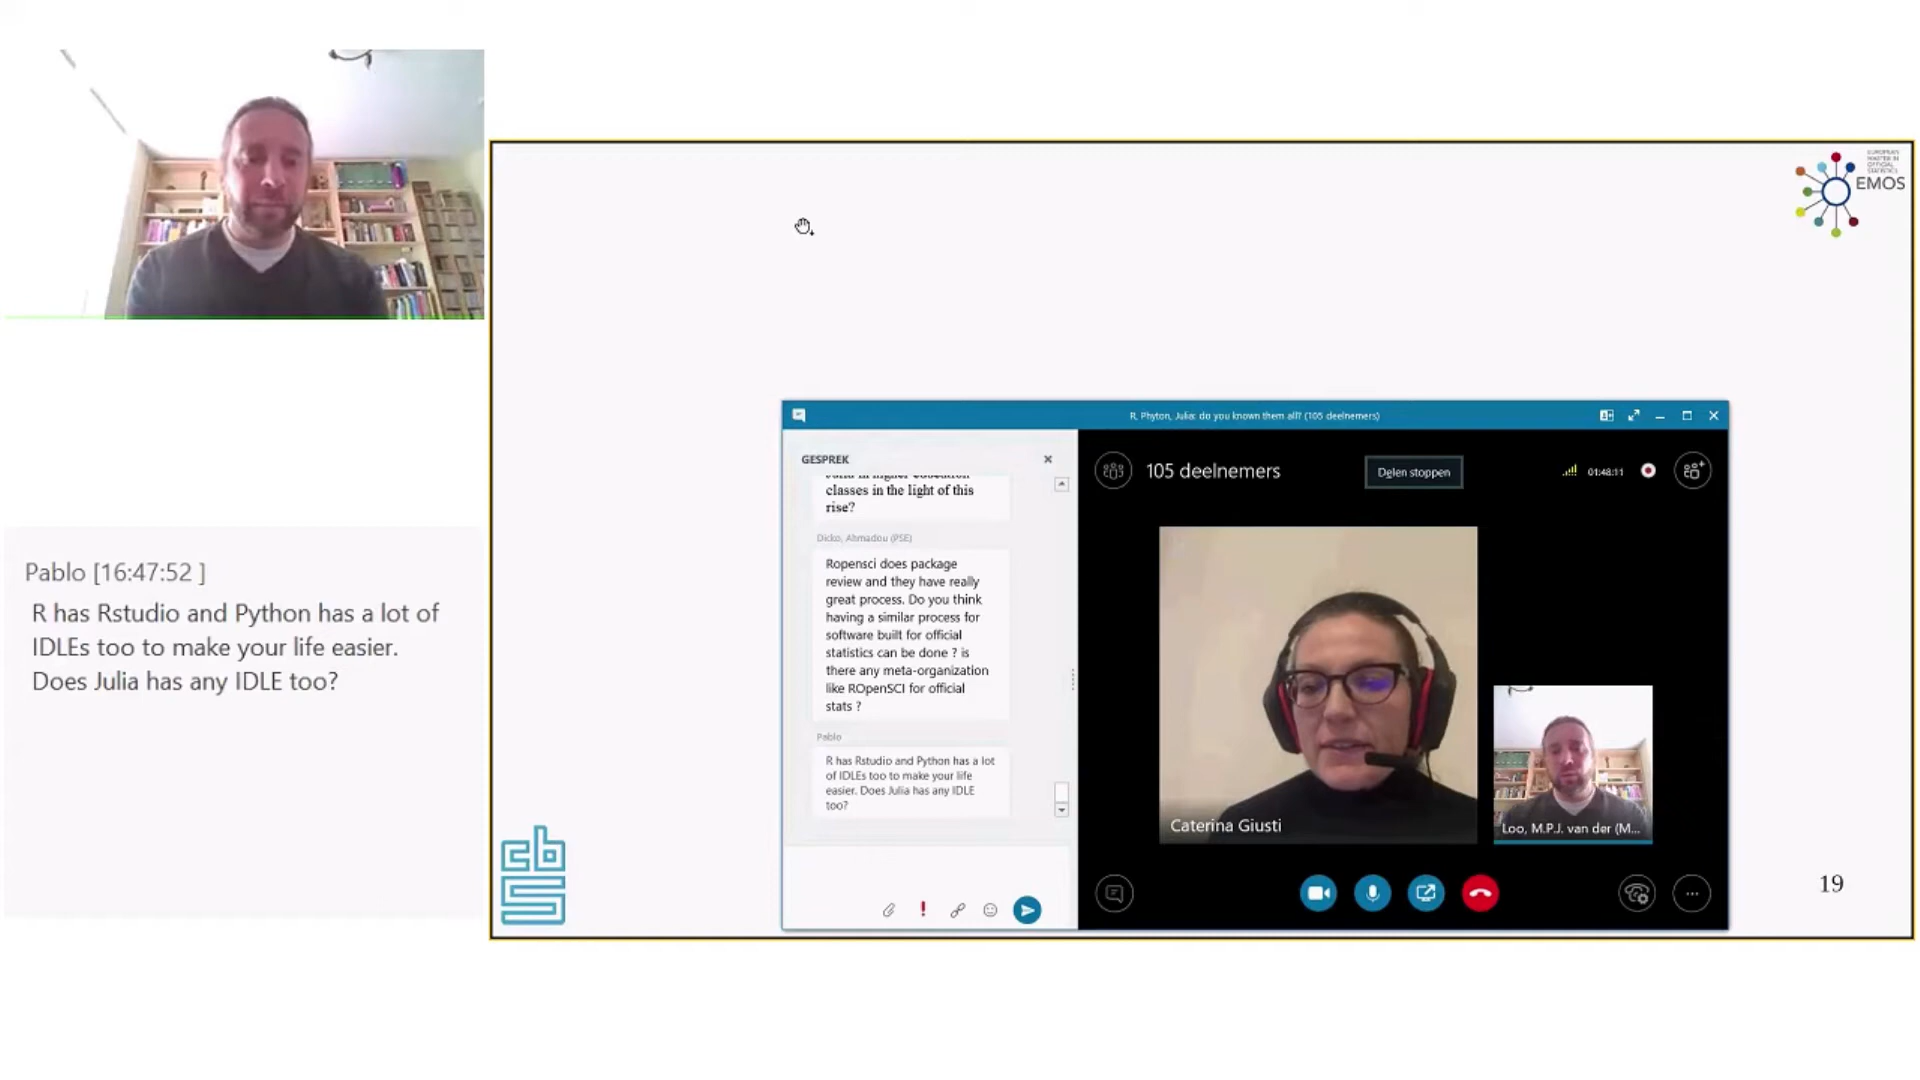 Pablo [16:47:52 ]
R has Rstudio and Python has a lot of
IDLEs too to make your life easier.
Does Julia has any IDLE too?
EUROPEAN
MASTER IN
OFFICIAL
STATISTICS
EMOS
R, Phyton, Julia: do you known them all? (105 deelnemers)
GESPREK
classes in the light of this
rise?
Dicko, Ahmadou (PSE)
Ropensci does package
review and they have really
great process. Do you think
having a similar process for
software built for official
statistics can be done ? is
there any meta-organization
like ROpenSCI for official
stats ?
Pablo
R has Rstudio and Python has a lot
of IDLEs too to make your life
easier. Does Julia has any IDLE
too?
105 deelnemers
Delen stoppen
01:48:11
Caterina Giusti
Loo, M.P.J. van der (M...
cbs
19